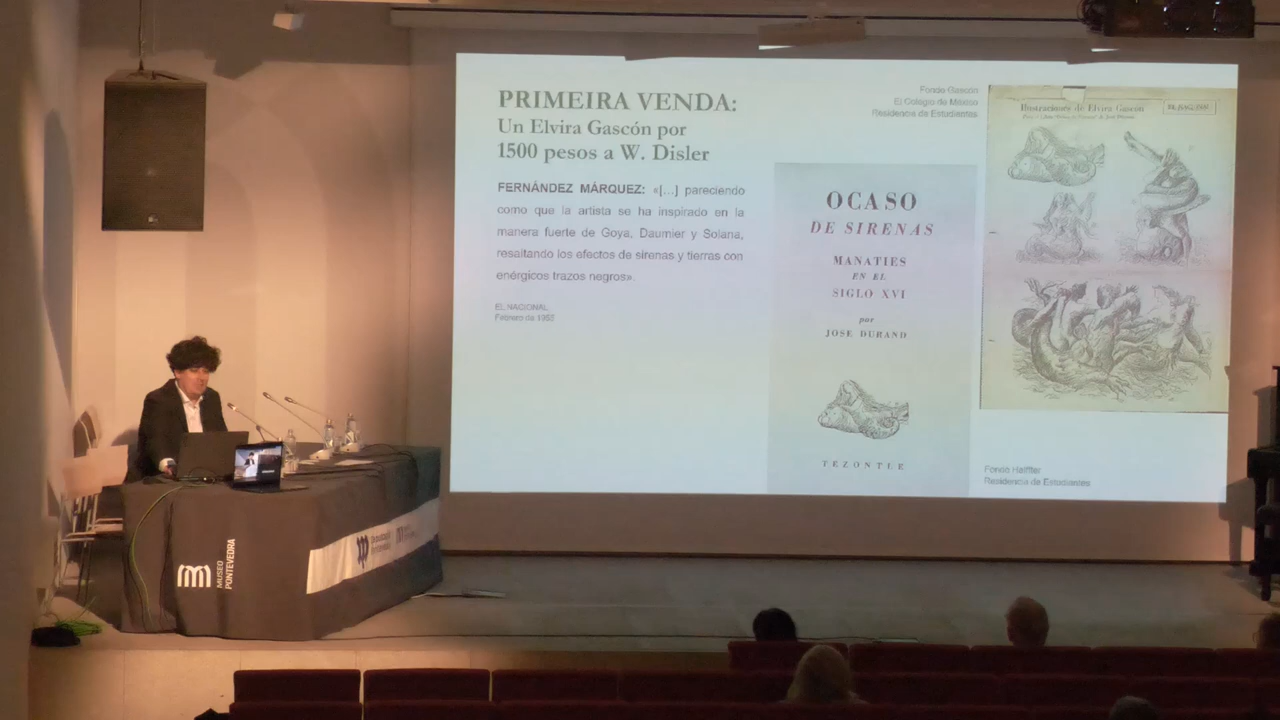 PRIMEIRA VENDA:
Un Elvira Gascón por
1500 pesos a W. Disler
FERNÁNDEZ MÁRQUEZ: «[...] pareciendo
como que la artista se ha inspirado en la
manera fuerte de Goya, Daumier y Solana,
resaltando los efectos de sirenas y tierras con
enérgicos trazos negros».
EL NACIONAL
Febrero de
Fondo Gascón
El Colegio de México
Residencia de Estudiantes
OCASO
DE SIRENAS
MANATIES
EN EL
SIGLO XVI
por
JOSE DURAND
TEZONTLE
Ilustraciones de Elvira Gascón
Fondo Halffter
Residencia de Estudiantes
MUSEO
PONTEVEDRA